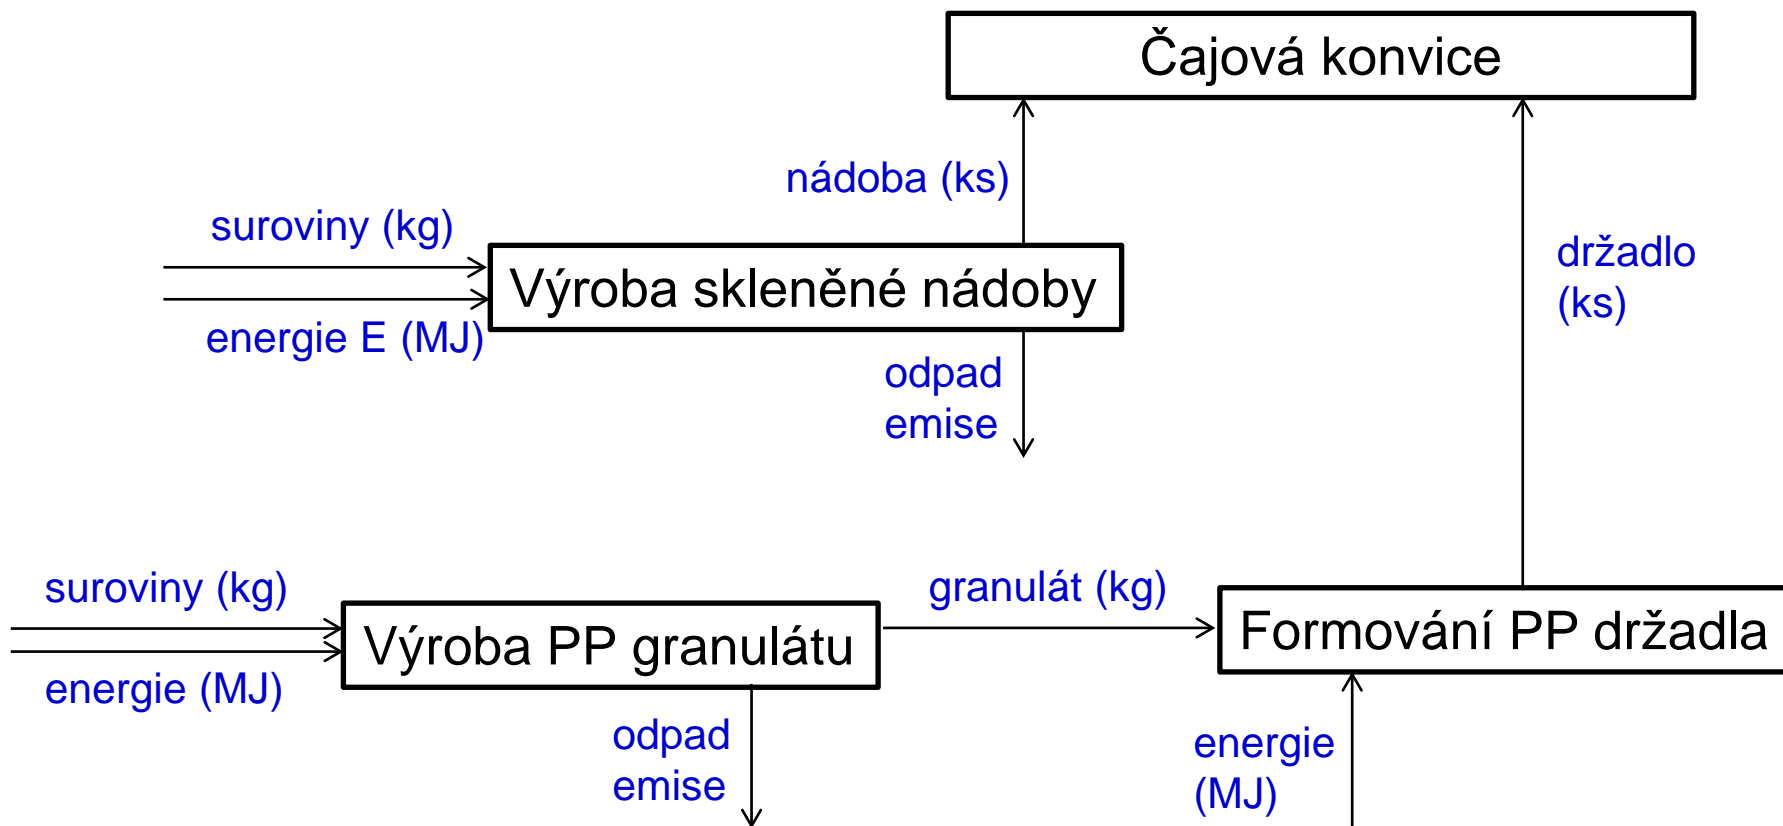 Čajová konvice
nádoba (ks)
suroviny (kg)
Výroba skleněné nádoby
energie E (MJ)
držadlo
(ks)
odpad
emise
suroviny (kg)
Výroba PP granulátu
energie (MJ)
granulát (kg)
Formování PP držadla
odpad
emise
energie
(MJ)